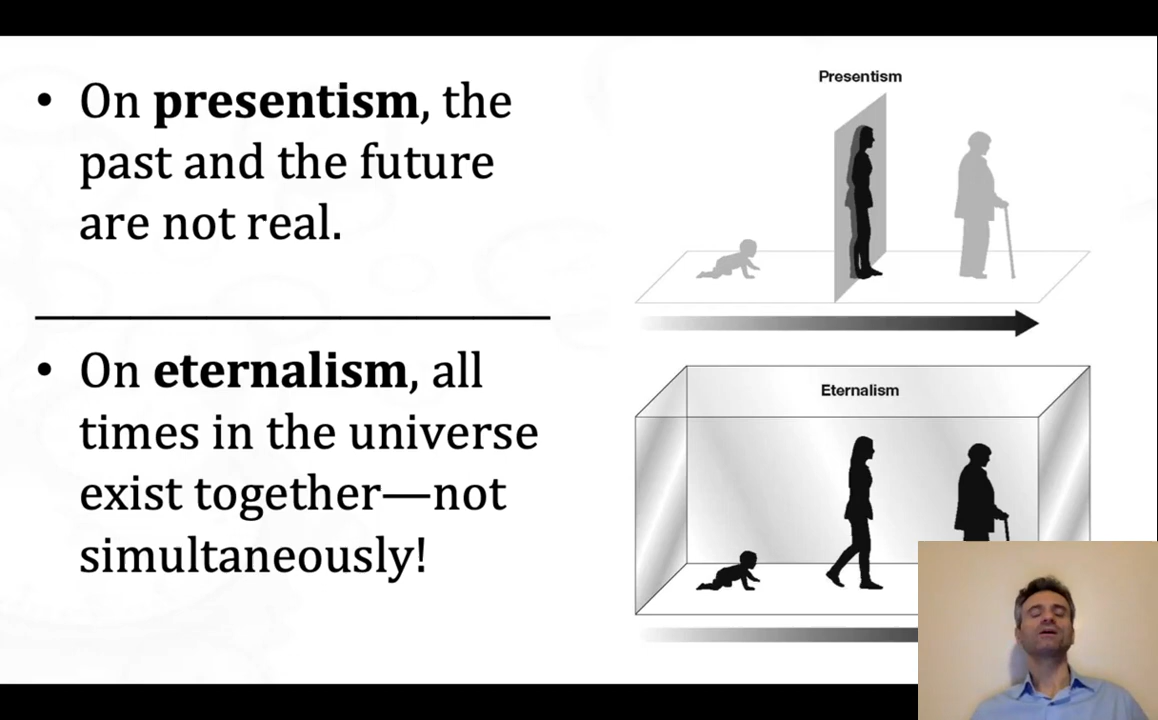 • On presentism, the
past and the future
are not real.
• On eternalism, all
times in the universe
exist together—not
simultaneously!
Presentism
Eternalism